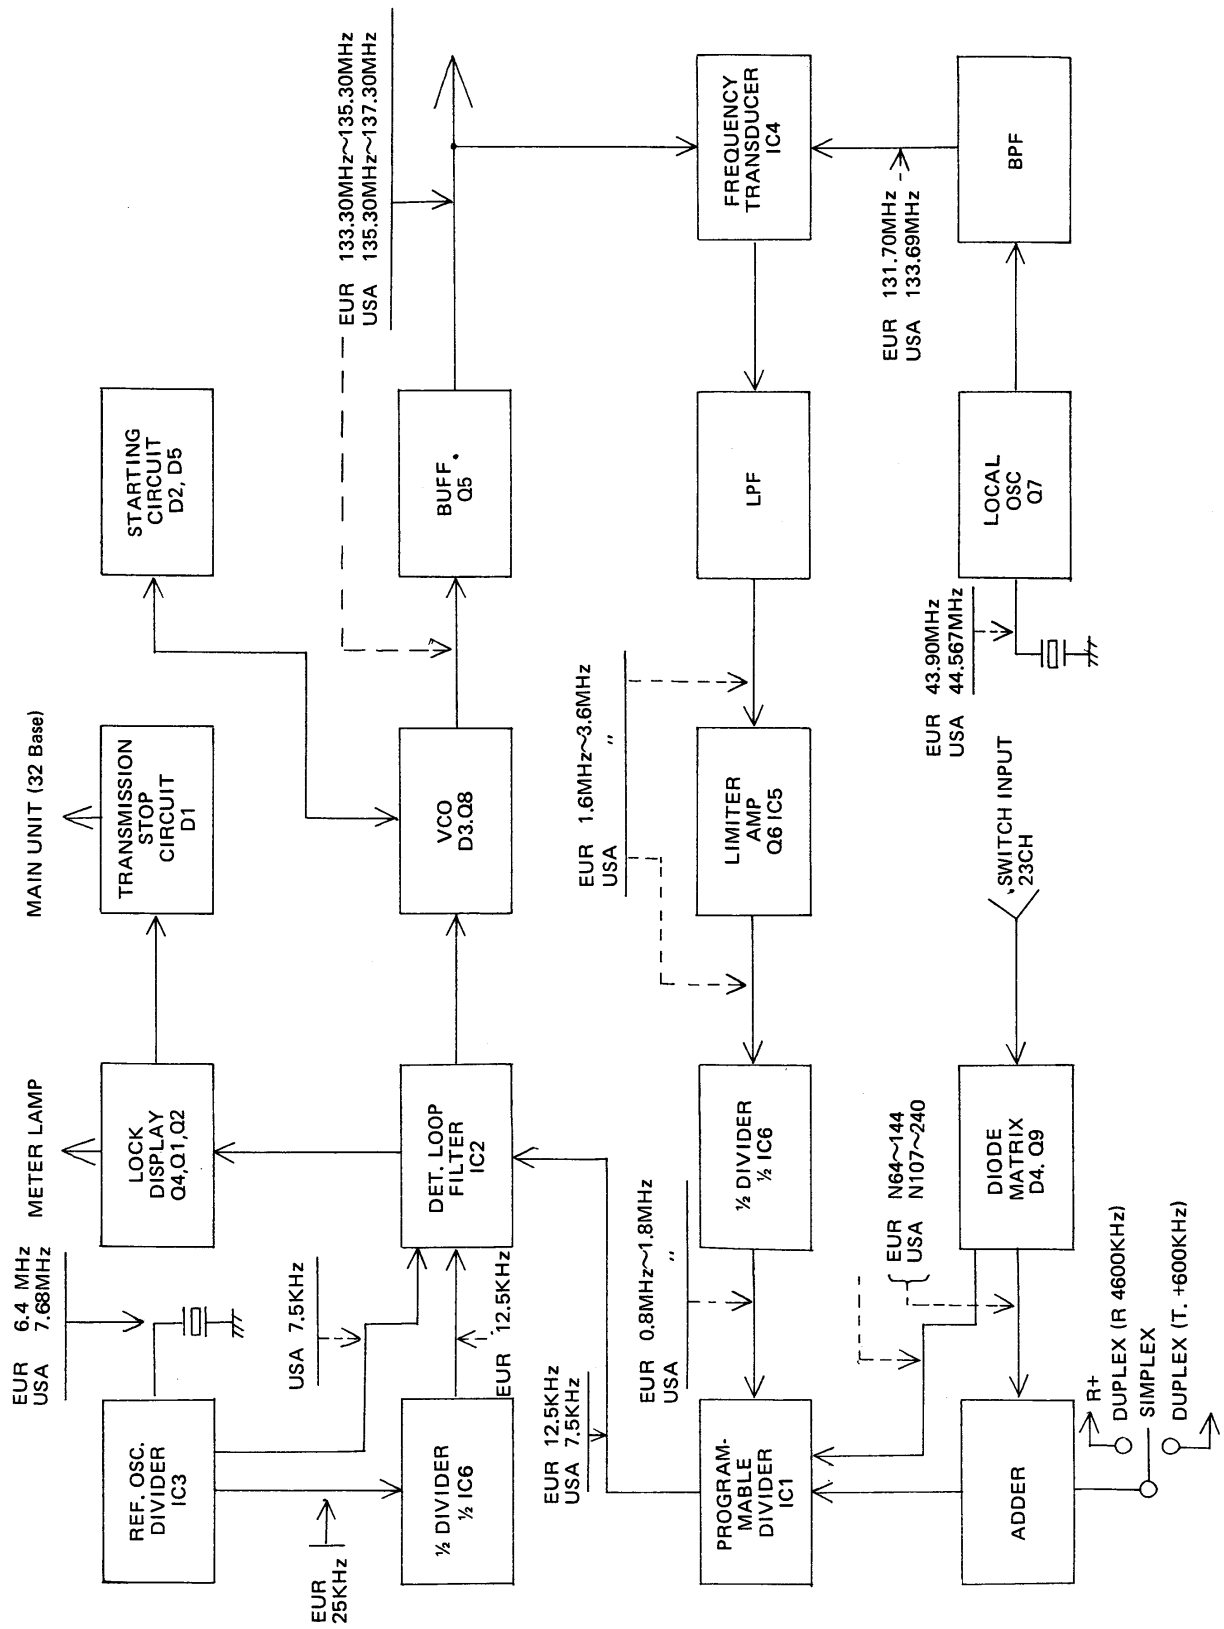 EUR 6.4 MHz
USA 7.68MHz
METER LAMP
MAIN UNIT (32 Base)
REF. OSC.
DIVIDER
IC3
LOCK
DISPLAY
Q4,Q1,Q2
TRANSMISSION
STOP
CIRCUIT
D1
STARTING
CIRCUIT
D2, D5
USA 7.5KHz
EUR
25KHz
EUR 133.30MHz~135.30MHz
USA 135.30MHz~137.30MHz
½ DIVIDER
½ IC6
EUR 12.5KHz
DET. LOOP
FILTER
IC2
VCO
D3.Q8
BUFF.
Q5
EUR 12.5KHz
USA 7.5KHz
EUR 0.8MHz~1.8MHz
USA ″
EUR 1.6MHz~3.6MHz
USA ″
PROGRAM-
MABLE
DIVIDER
IC1
½ DIVIDER
½ IC6
LIMITER
AMP
Q6 IC5
LPF
FREQUENCY
TRANSDUCER
IC4
EUR N64~144
USA N107~240
EUR 43.90MHz
USA 44.567MHz
EUR 131.70MHz
USA 133.69MHz
ADDER
DIODE
MATRIX
D4. Q9
SWITCH INPUT
23CH
LOCAL
OSC
Q7
BPF
R+
DUPLEX (R 4600KHz)
SIMPLEX
DUPLEX (T. +600KHz)